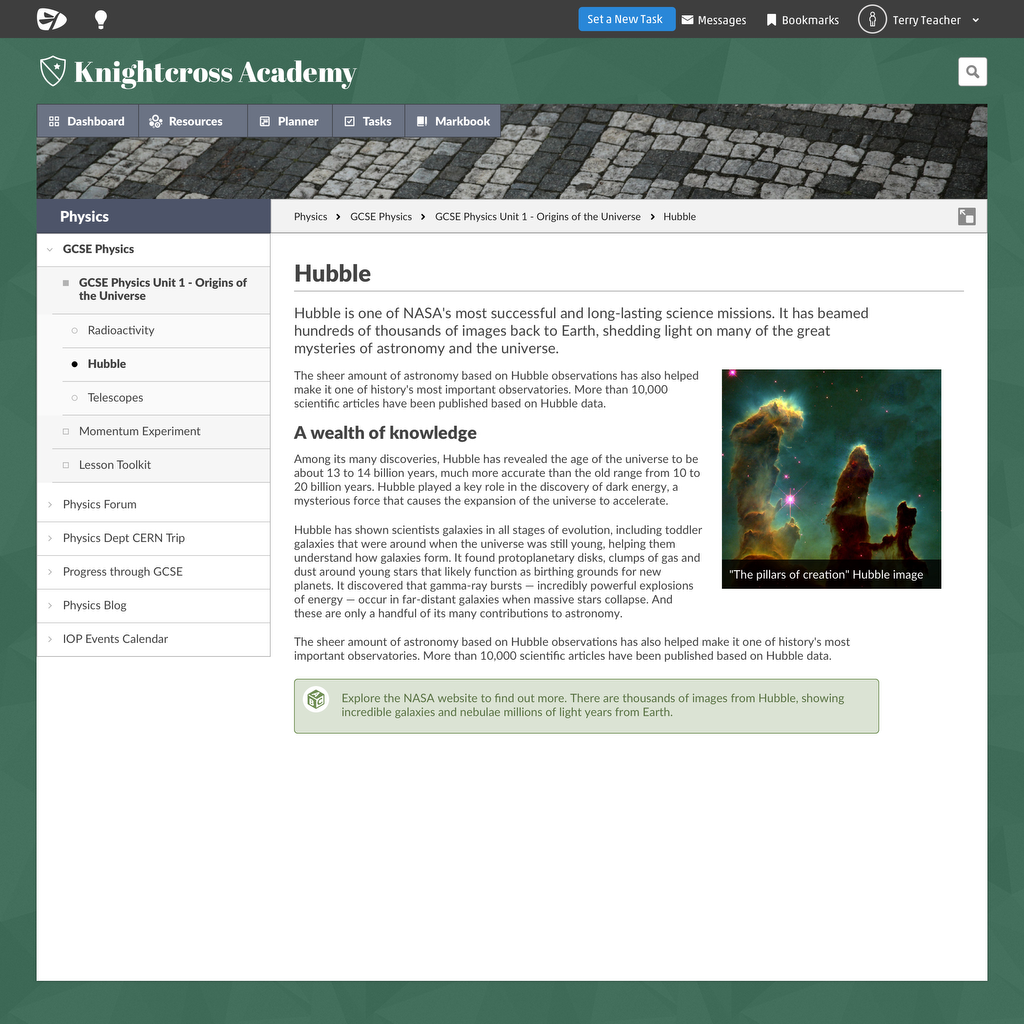 Set a New Task
Messages
Bookmarks
Terry Teacher
Knightcross Academy
Dashboard
Resources
Planner
Tasks
Markbook
Physics
Physics
GCSE Physics
GCSE Physics Unit 1 - Origins of the Universe
Hubble
GCSE Physics
GCSE Physics Unit 1 - Origins of
the Universe
Radioactivity
Hubble
Telescopes
Momentum Experiment
Lesson Toolkit
Physics Forum
Physics Dept CERN Trip
Progress through GCSE
Physics Blog
IOP Events Calendar
Hubble
Hubble is one of NASA's most successful and long-lasting science missions. It has beamed
hundreds of thousands of images back to Earth, shedding light on many of the great
mysteries of astronomy and the universe.
The sheer amount of astronomy based on Hubble observations has also helped
make it one of history's most important observatories. More than 10,000
scientific articles have been published based on Hubble data.
A wealth of knowledge
Among its many discoveries, Hubble has revealed the age of the universe to be
about 13 to 14 billion years, much more accurate than the old range from 10 to
20 billion years. Hubble played a key role in the discovery of dark energy, a
mysterious force that causes the expansion of the universe to accelerate.
Hubble has shown scientists galaxies in all stages of evolution, including toddler
galaxies that were around when the universe was still young, helping them
understand how galaxies form. It found protoplanetary disks, clumps of gas and
dust around young stars that likely function as birthing grounds for new
planets. It discovered that gamma-ray bursts — incredibly powerful explosions
of energy — occur in far-distant galaxies when massive stars collapse. And
these are only a handful of its many contributions to astronomy.
"The pillars of creation" Hubble image
The sheer amount of astronomy based on Hubble observations has also helped make it one of history's most
important observatories. More than 10,000 scientific articles have been published based on Hubble data.
Explore the NASA website to find out more. There are thousands of images from Hubble, showing
incredible galaxies and nebulae millions of light years from Earth.